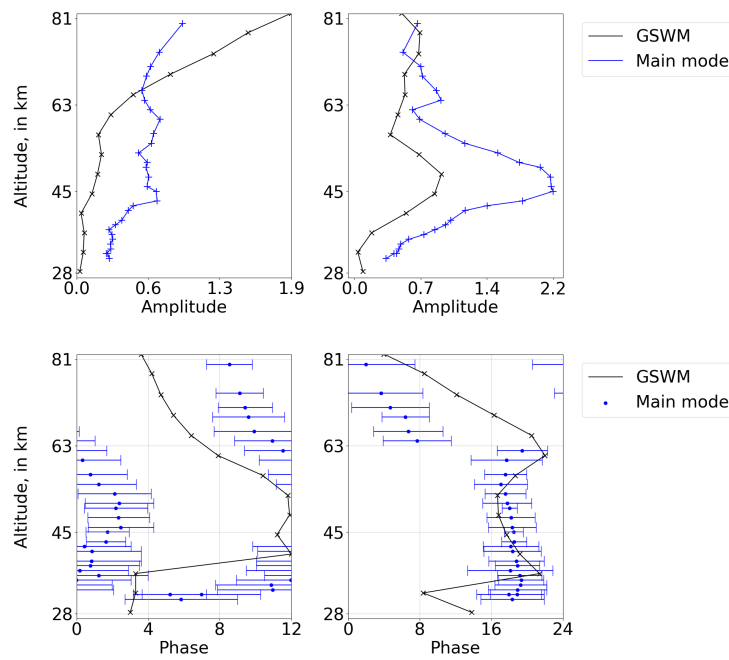 81
63
45
28
Altitude, in km
0.0 0.6 1.3 1.9
Amplitude
81
63
45
28
0.0 0.7 1.4 2.2
Amplitude
GSWM
Main mode
81
63
45
28
Altitude, in km
0 4 8 12
Phase
81
63
45
28
0 8 16 24
Phase
GSWM
Main mode